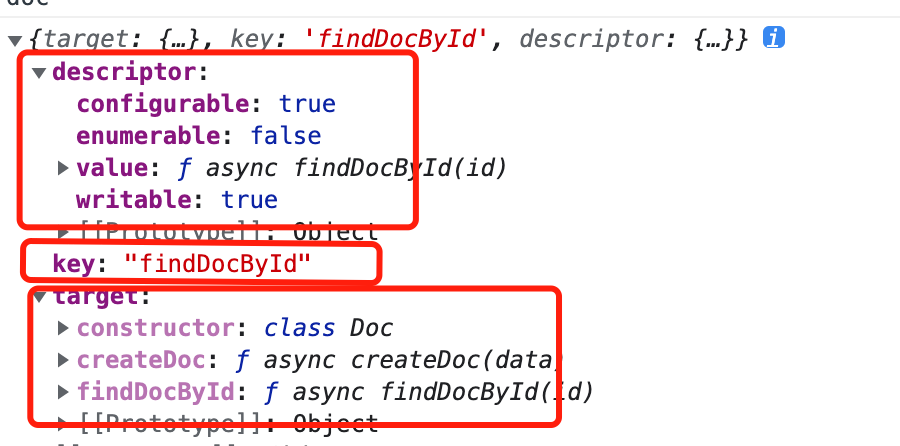 doc
▼{target: {…}, key: 'findDocById', descriptor: {…}} i
▼descriptor:
configurable: true
enumerable: false
▶value: ƒ async findDocById(id)
writable: true
▶[[Prototype]]: Object
key: "findDocById"
▼target:
▶constructor: class Doc
▶createDoc: ƒ async createDoc(data)
▶findDocById: ƒ async findDocById(id)
▶[[Prototype]]: Object